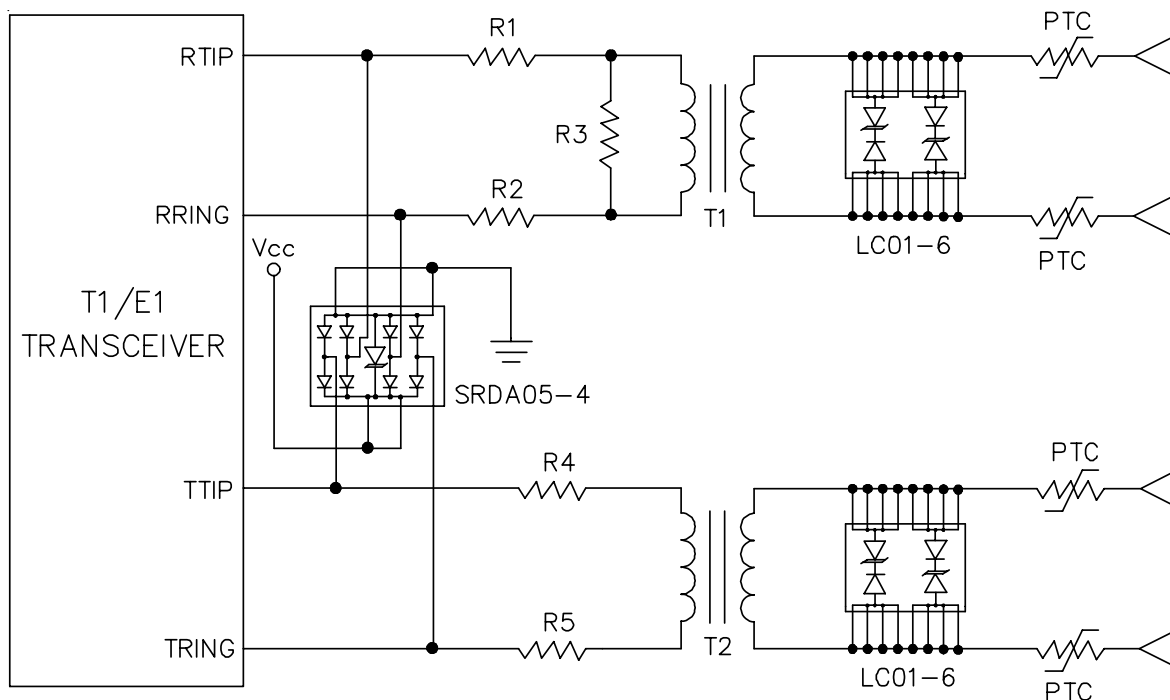 PTC
R1
RTIP
R3
R2
RRING
T1
LC01-6
PTC
Vcc
T1/E1
TRANSCEIVER
SRDA05-4
PTC
R4
TTIP
R5
TRING
T2
LC01-6
PTC